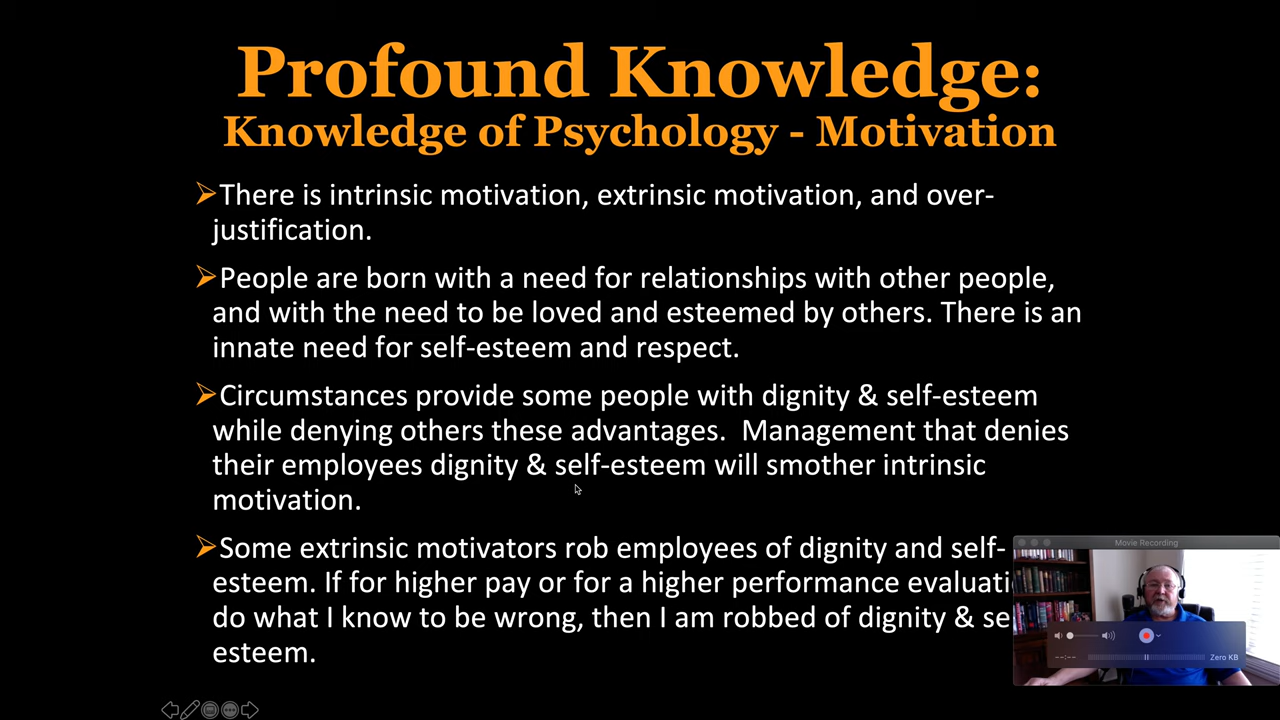 Profound Knowledge:
Knowledge of Psychology - Motivation
There is intrinsic motivation, extrinsic motivation, and over-
justification.
People are born with a need for relationships with other people,
and with the need to be loved and esteemed by others. There is an
innate need for self-esteem and respect.
Circumstances provide some people with dignity & self-esteem
while denying others these advantages. Management that denies
their employees dignity & self-esteem will smother intrinsic
motivation.
Some extrinsic motivators rob employees of dignity and self-
esteem. If for higher pay or for a higher performance evaluati
do what I know to be wrong, then I am robbed of dignity & se
esteem.
Movie Recording
--:-- Zero KB